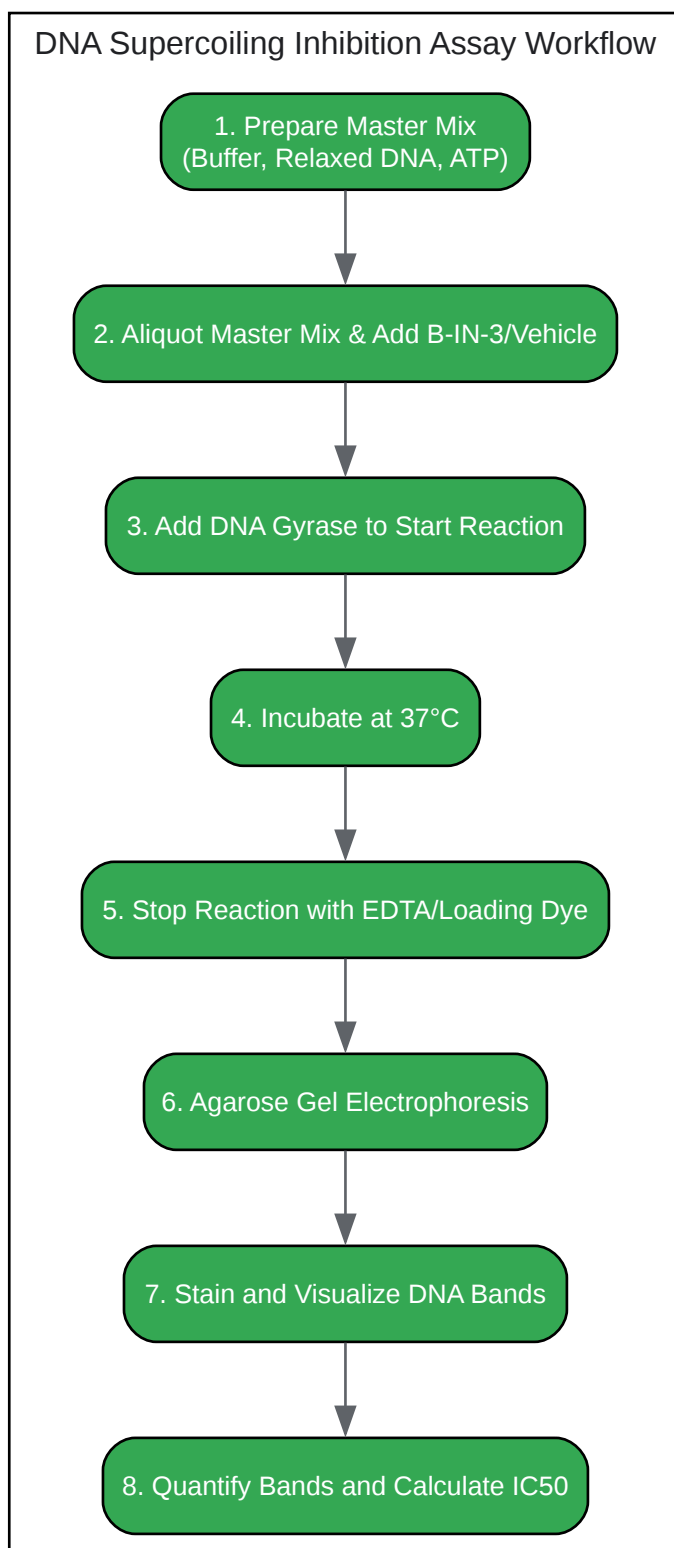 DNA Supercoiling Inhibition Assay Workflow
1. Prepare Master Mix
(Buffer, Relaxed DNA, ATP)
2. Aliquot Master Mix & Add B-IN-3/Vehicle
3. Add DNA Gyrase to Start Reaction
4. Incubate at 37°C
5. Stop Reaction with EDTA/Loading Dye
6. Agarose Gel Electrophoresis
7. Stain and Visualize DNA Bands
8. Quantify Bands and Calculate IC50